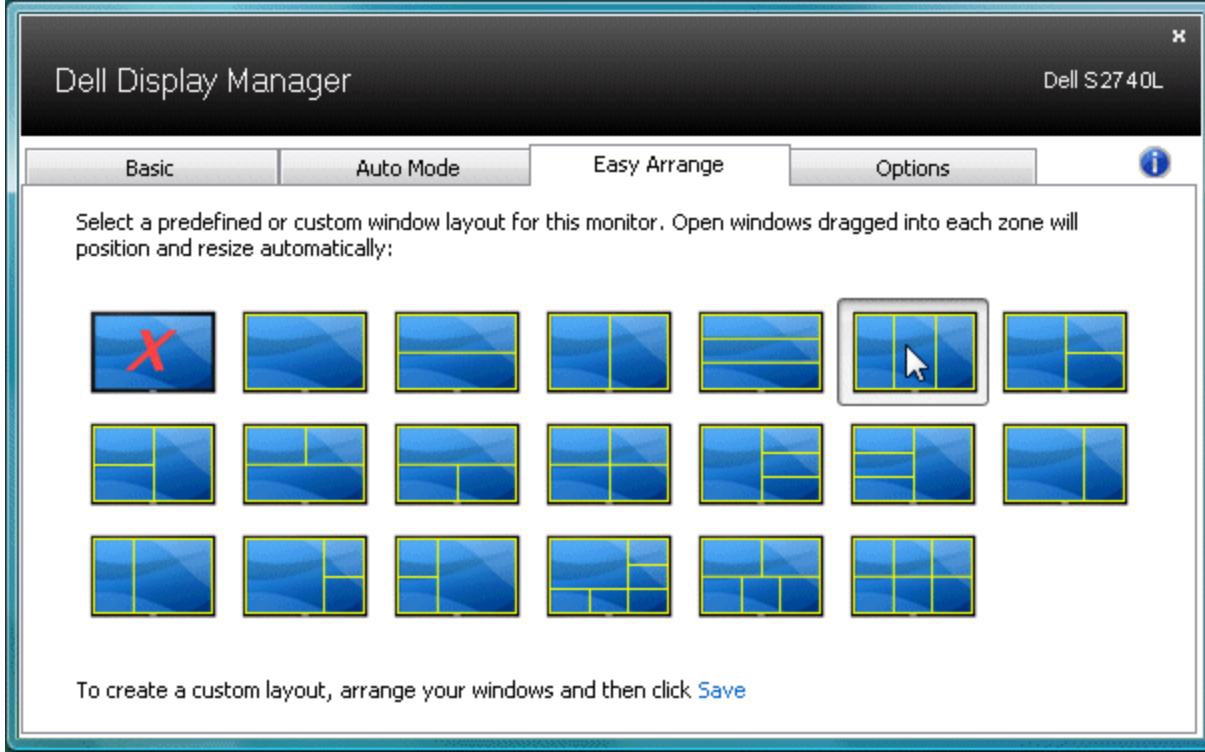 x
Dell Display Manager
Dell S2740L
Basic
Auto Mode
Easy Arrange
Options
i
Select a predefined or custom window layout for this monitor. Open windows dragged into each zone will
position and resize automatically:
X
To create a custom layout, arrange your windows and then click Save